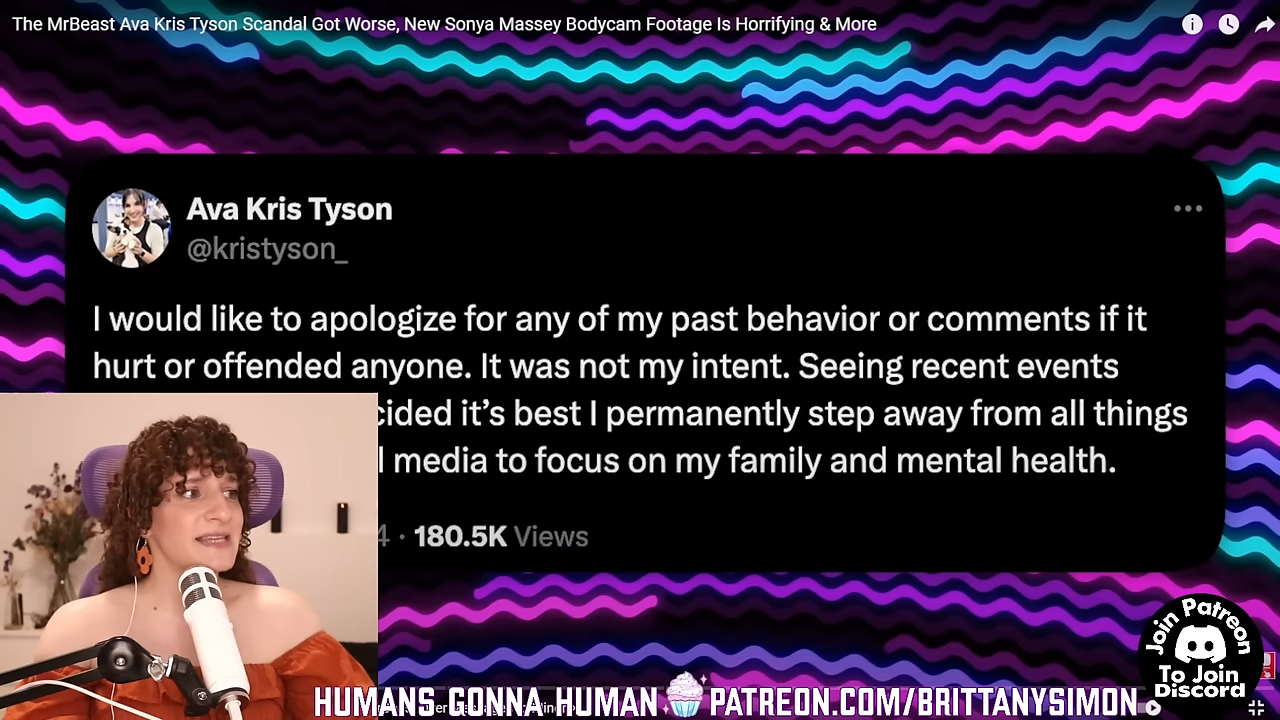 The MrBeast Ava Kris Tyson Scandal Got Worse, New Sonya Massey Bodycam Footage Is Horrifying & More
Ava Kris Tyson
@kristyson_
I would like to apologize for any of my past behavior or comments if it
hurt or offended anyone. It was not my intent. Seeing recent events
it's best I permanently step away from all things
media to focus on my family and mental health.
· 180.5K Views
Join Patreon
To Join
Discord
HUMANS GONNA HUMAN PATREON.COM/BRITTANYSIMON